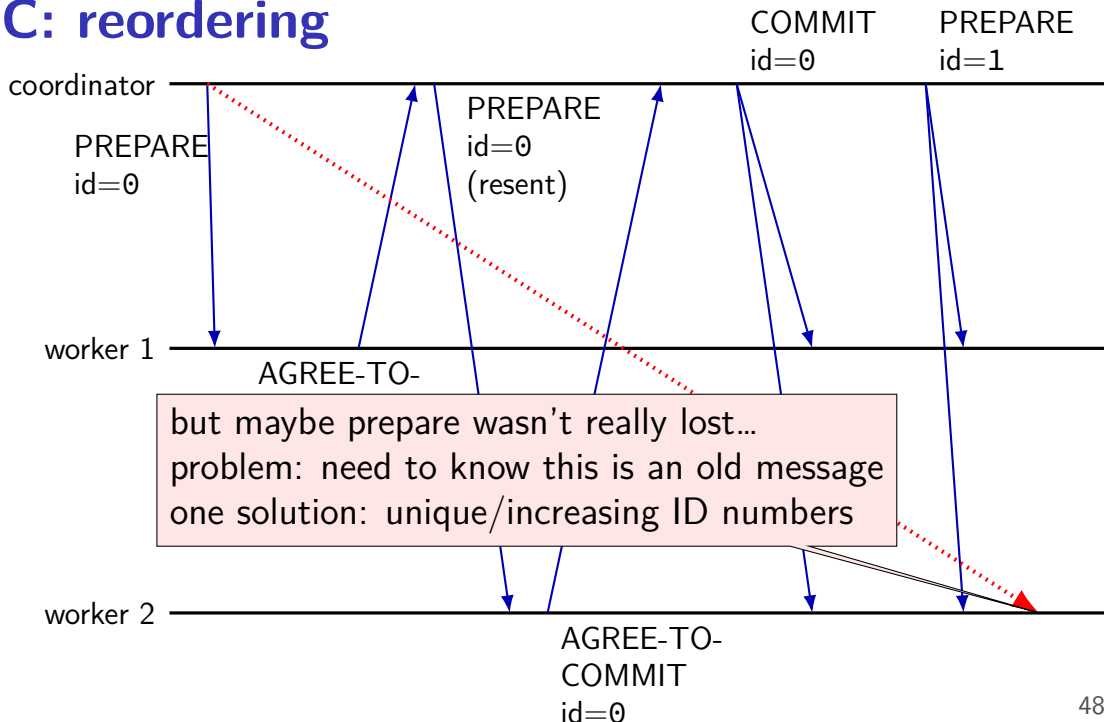 C: reordering
COMMIT
id=0
PREPARE
id=1
coordinator
PREPARE
id=0
PREPARE
id=0
(resent)
worker 1
AGREE-TO-
but maybe prepare wasn't really lost…
problem: need to know this is an old message
one solution: unique/increasing ID numbers
worker 2
AGREE-TO-
COMMIT
id=0
48